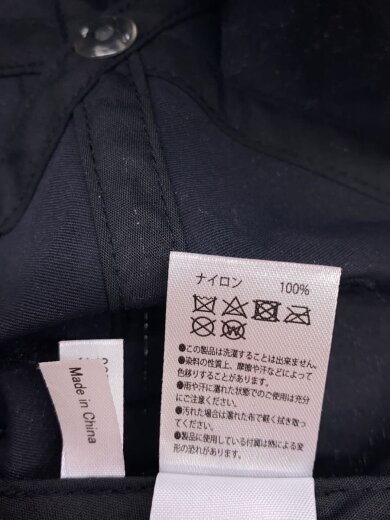 ナイロン 100%
●この製品は洗濯することは出来ません。
●染料の性質上、摩擦や汗などによって
色移りすることがあります。
●雨や汗に濡れた状態でのご使用は充分
にご注意ください。
●汚れた場合は濡れた布で軽く拭き取っ
てください。
●製品に使用している付属は熱による変
形の恐れがあります。
Made in China